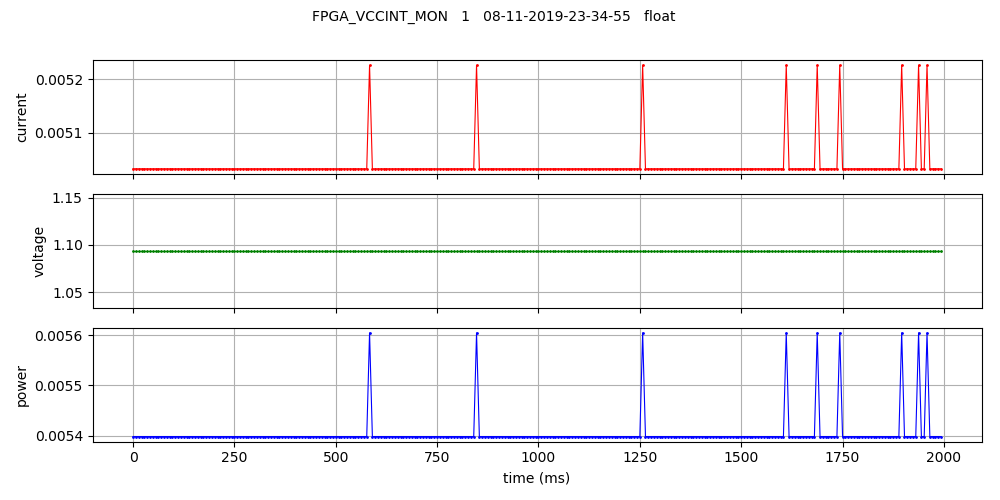 FPGA_VCCINT_MON 1 08-11-2019-23-34-55 float
0.0052
0.0051
current
1.15
1.10
1.05
voltage
0.0056
0.0055
0.0054
power
0 250 500 750 1000 1250 1500 1750 2000
time (ms)